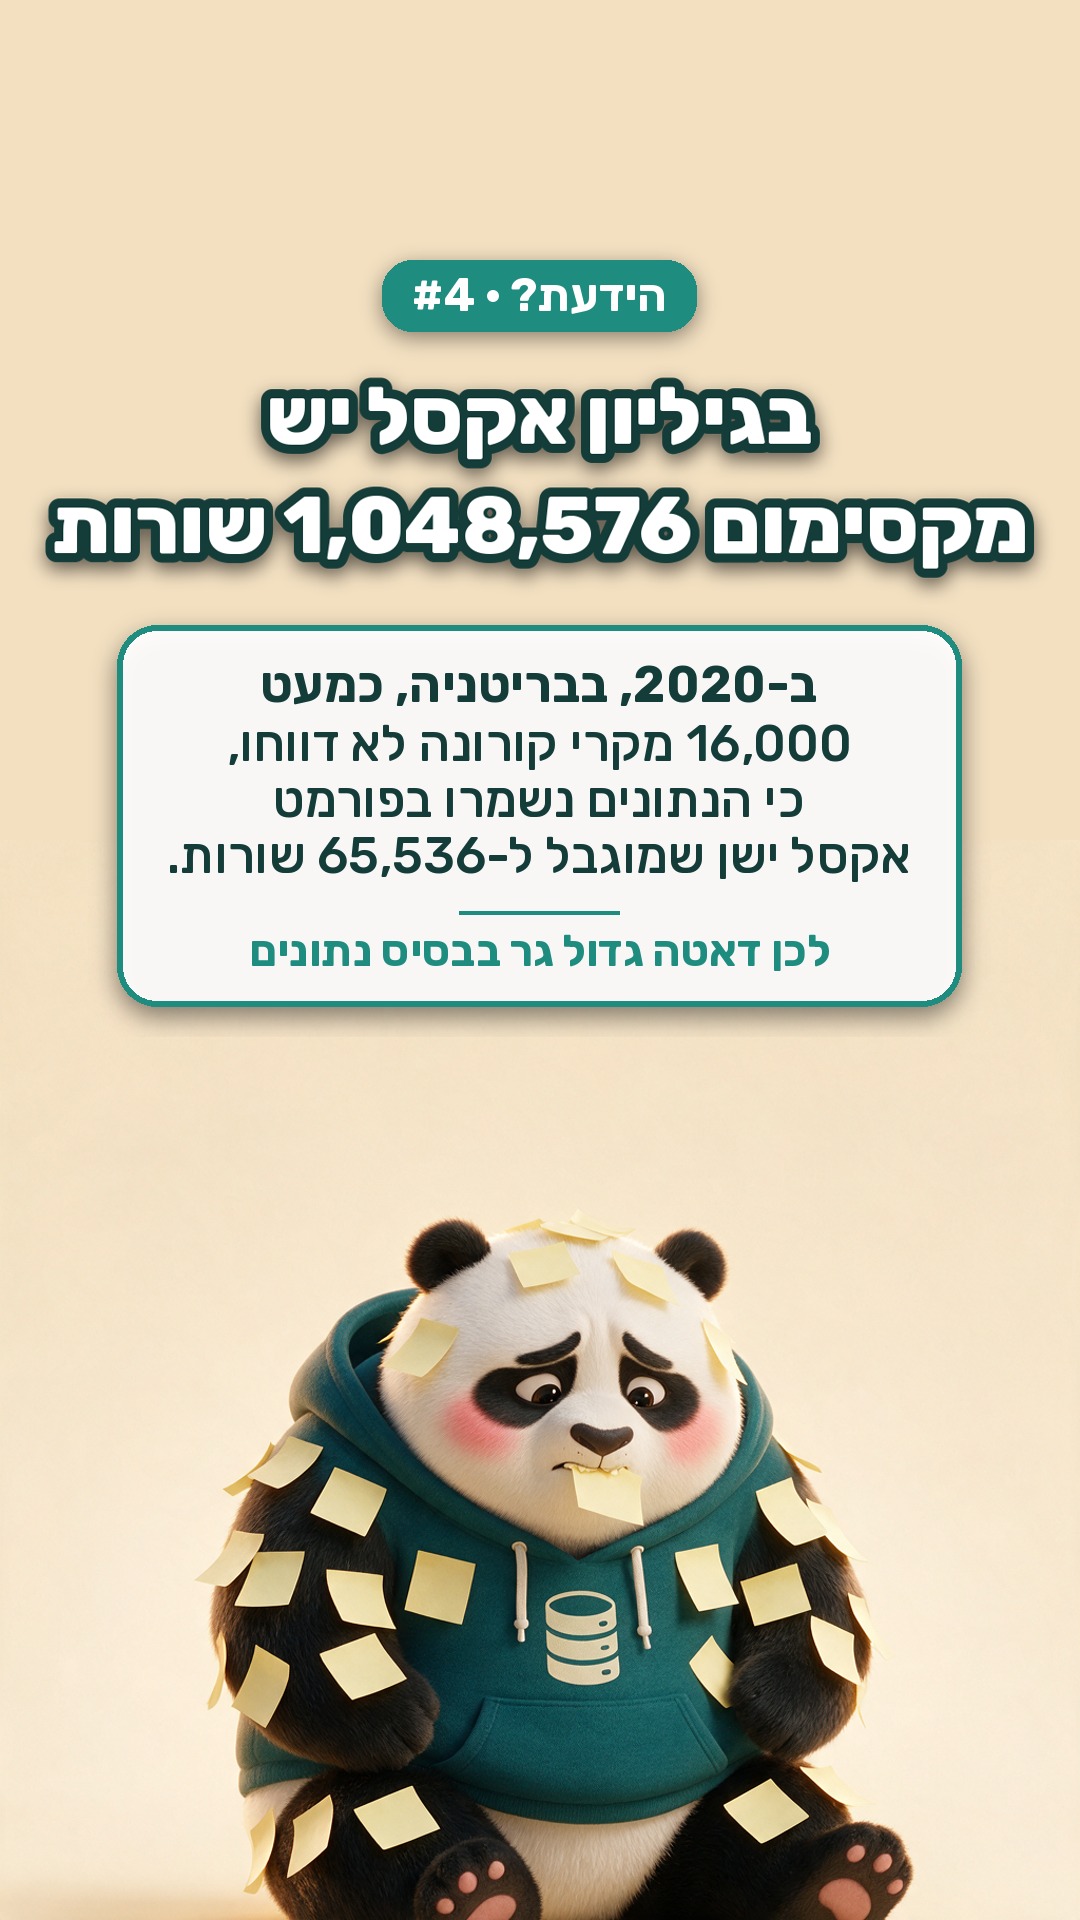 הידעת? • #4
בגיליון אקסל יש
מקסימום 1,048,576 שורות
ב-2020, בבריטניה, כמעט
16,000 מקרי קורונה לא דווחו,
כי הנתונים נשמרו בפורמט
אקסל ישן שמוגבל ל-65,536 שורות.
לכן דאטה גדול גר בבסיס נתונים